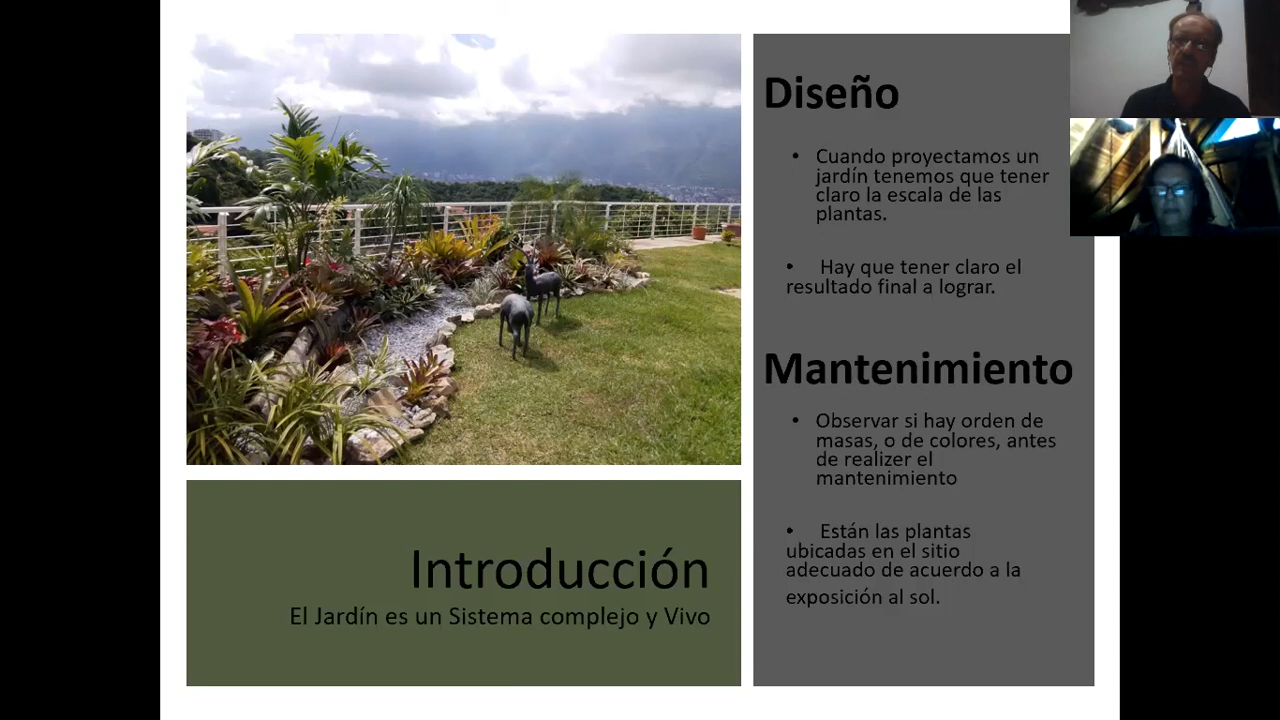 Diseño
• Cuando proyectamos un
jardín tenemos que tener
claro la escala de las
plantas.
• Hay que tener claro el
resultado final a lograr.
Mantenimiento
• Observar si hay orden de
masas, o de colores, antes
de realizer el
mantenimiento
• Están las plantas
ubicadas en el sitio
adecuado de acuerdo a la
exposición al sol.
Introducción
El Jardín es un Sistema complejo y Vivo